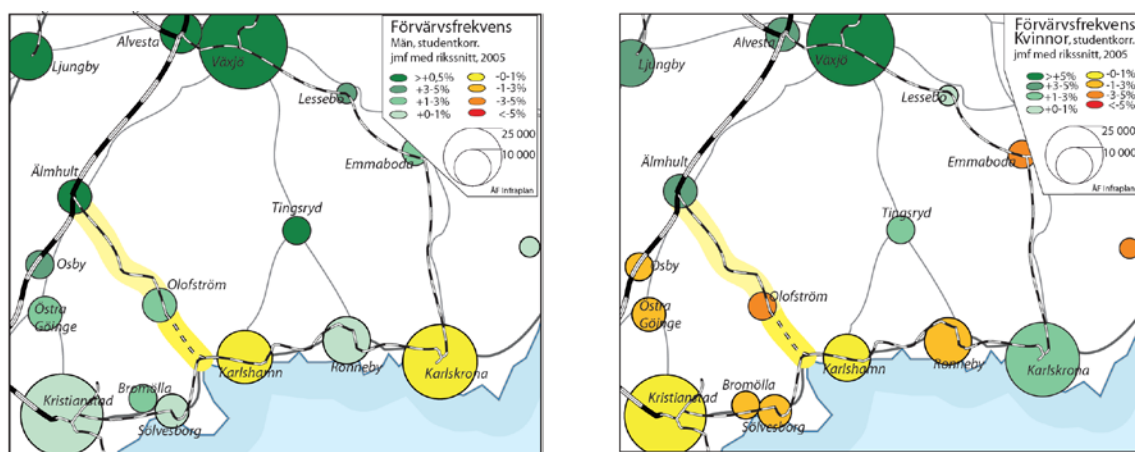 Förvärvsfrekvens
Män, studentkorr.
jmf med rikssnitt, 2005
>+0,5%
+3-5%
+1-3%
+0-1%
-0-1%
-1-3%
-3-5%
<-5%
25 000
10 000
ÅF Infraplan
Alvesta
Ljungby
Växjö
Lessebo
Emmaboda
Älmhult
Tingsryd
Osby
Olofström
Östra
Göinge
Karlshamn
Ronneby
Karlskrona
Bromölla
Kristianstad
Sölvesborg
Förvärvsfrekvens
Kvinnor, studentkorr.
jmf med rikssnitt, 2005
>+5%
+3-5%
+1-3%
+0-1%
-0-1%
-1-3%
-3-5%
<-5%
25 000
10 000
ÅF Infraplan
Alvesta
Ljungby
Växjö
Lessebo
Emmaboda
Älmhult
Tingsryd
Osby
Olofström
Östra
Göinge
Karlshamn
Ronneby
Karlskrona
Bromölla
Kristianstad
Sölvesborg